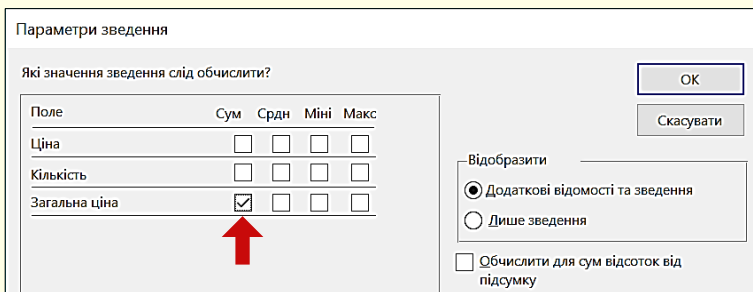 Параметри зведення
Які значення зведення слід обчислити?
ОК
Скасувати
Поле Сум Срдн Міні Макс
Ціна
Кількість
Загальна ціна
Відобразити
Додаткові відомості та зведення
Лише зведення
Обчислити для сум відсоток від
підсумку